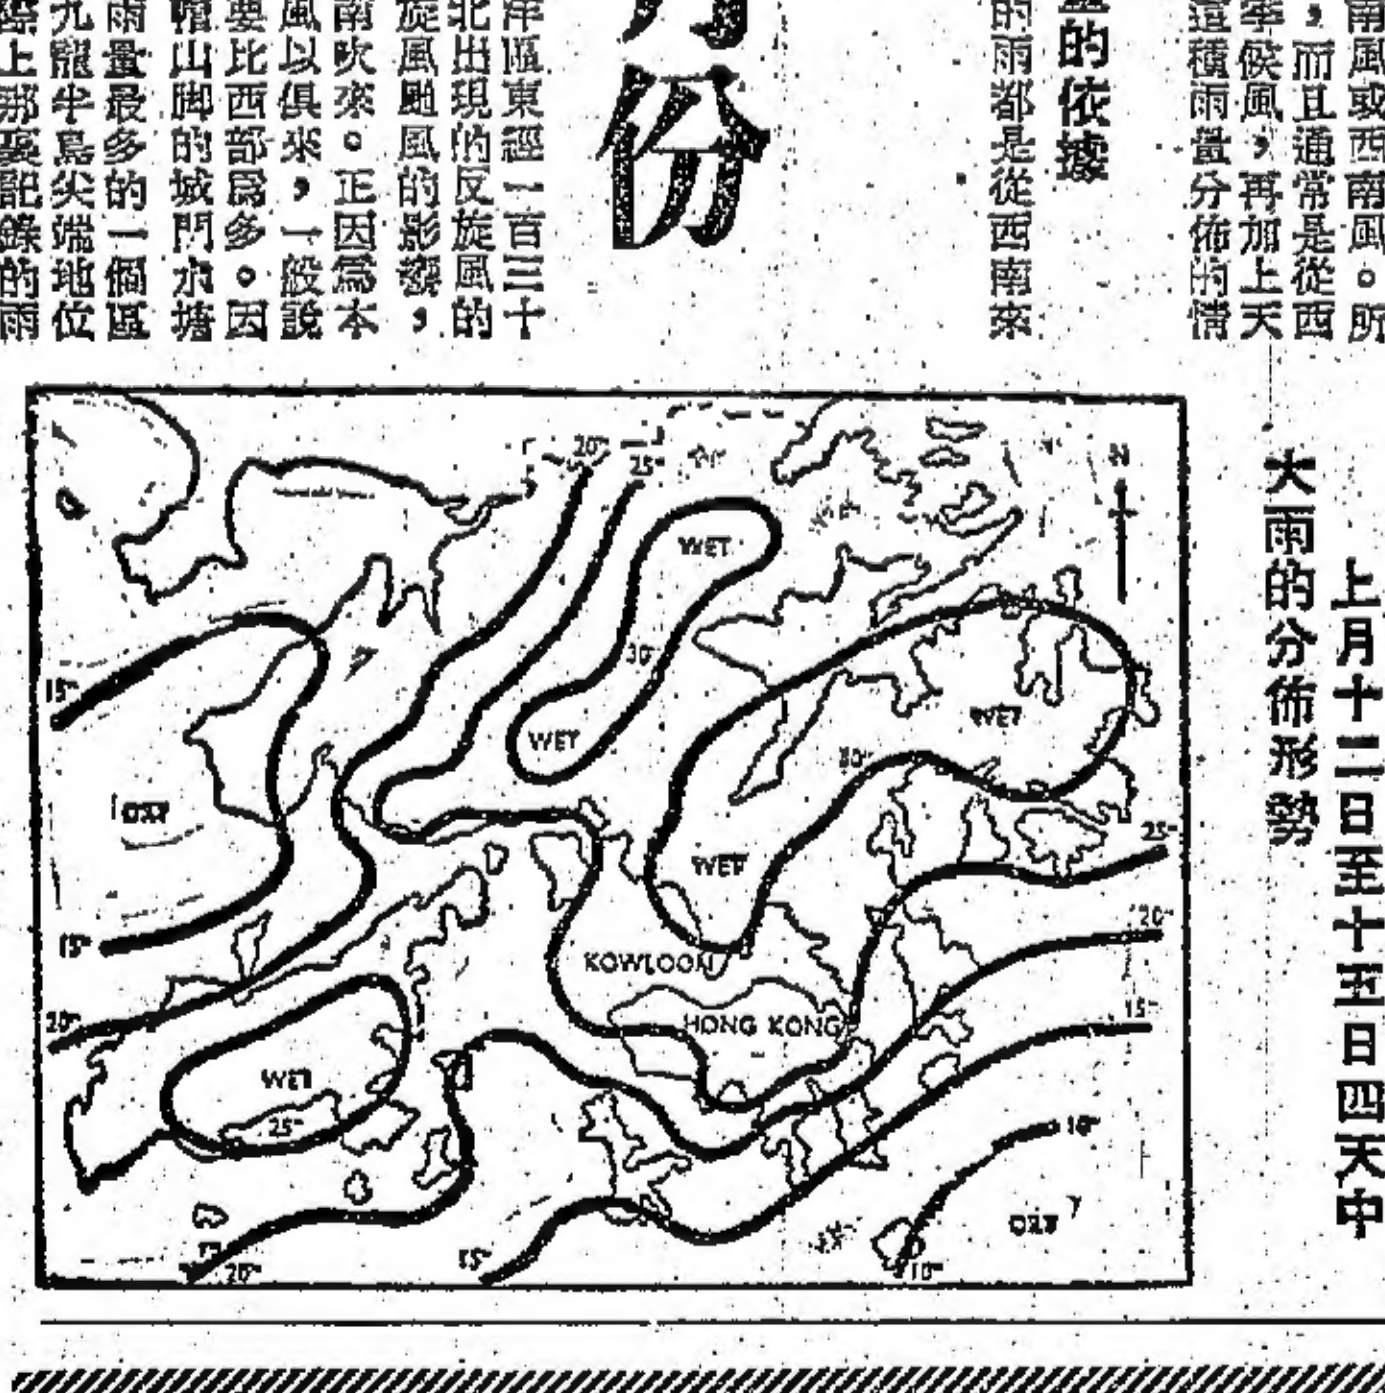 南風或西南風。所
，而且通常是從西
季候風，再加上天
這種雨量分佈的情
的依據
的雨都是從西南來
月份
洋區東經一百三十
北出現的反旋風的
旋風颱風的影響，
南吹來。正因爲本
風以俱來，一般說
要比西部爲多。因
帽山脚的城門水塘
雨量最多的一個區
九龍半島尖端地位
際上那裏記錄的雨
上月十二日至十五日四天中
大雨的分佈形勢
N
20"
25"
WET
30"
WET
15"
WET
30"
DRY
WET
25"
15"
20"
KOWLOON
20"
HONG KONG
15"
WET
25"
10"
DRY
20"
15"
10"